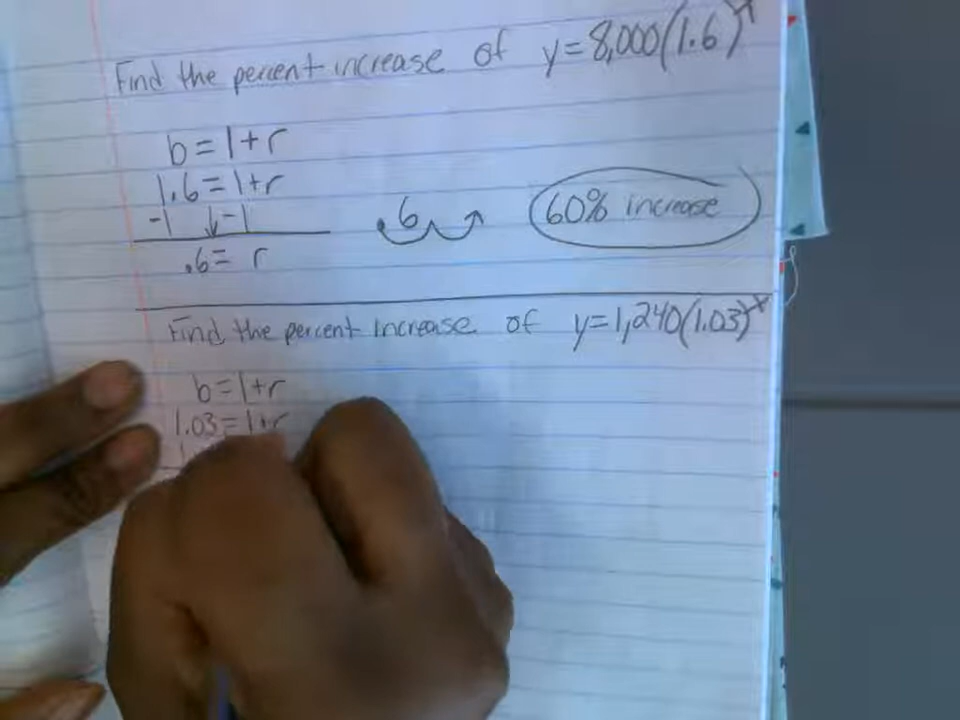 Find the percent increase of y=8,000(1.6)^x
b=1+r
1.6=1+r
-1 ↓-1
.6= r
.6
60% increase
Find the percent increase of y=1,240(1.03)^x
b=1+r
1.03=1+r